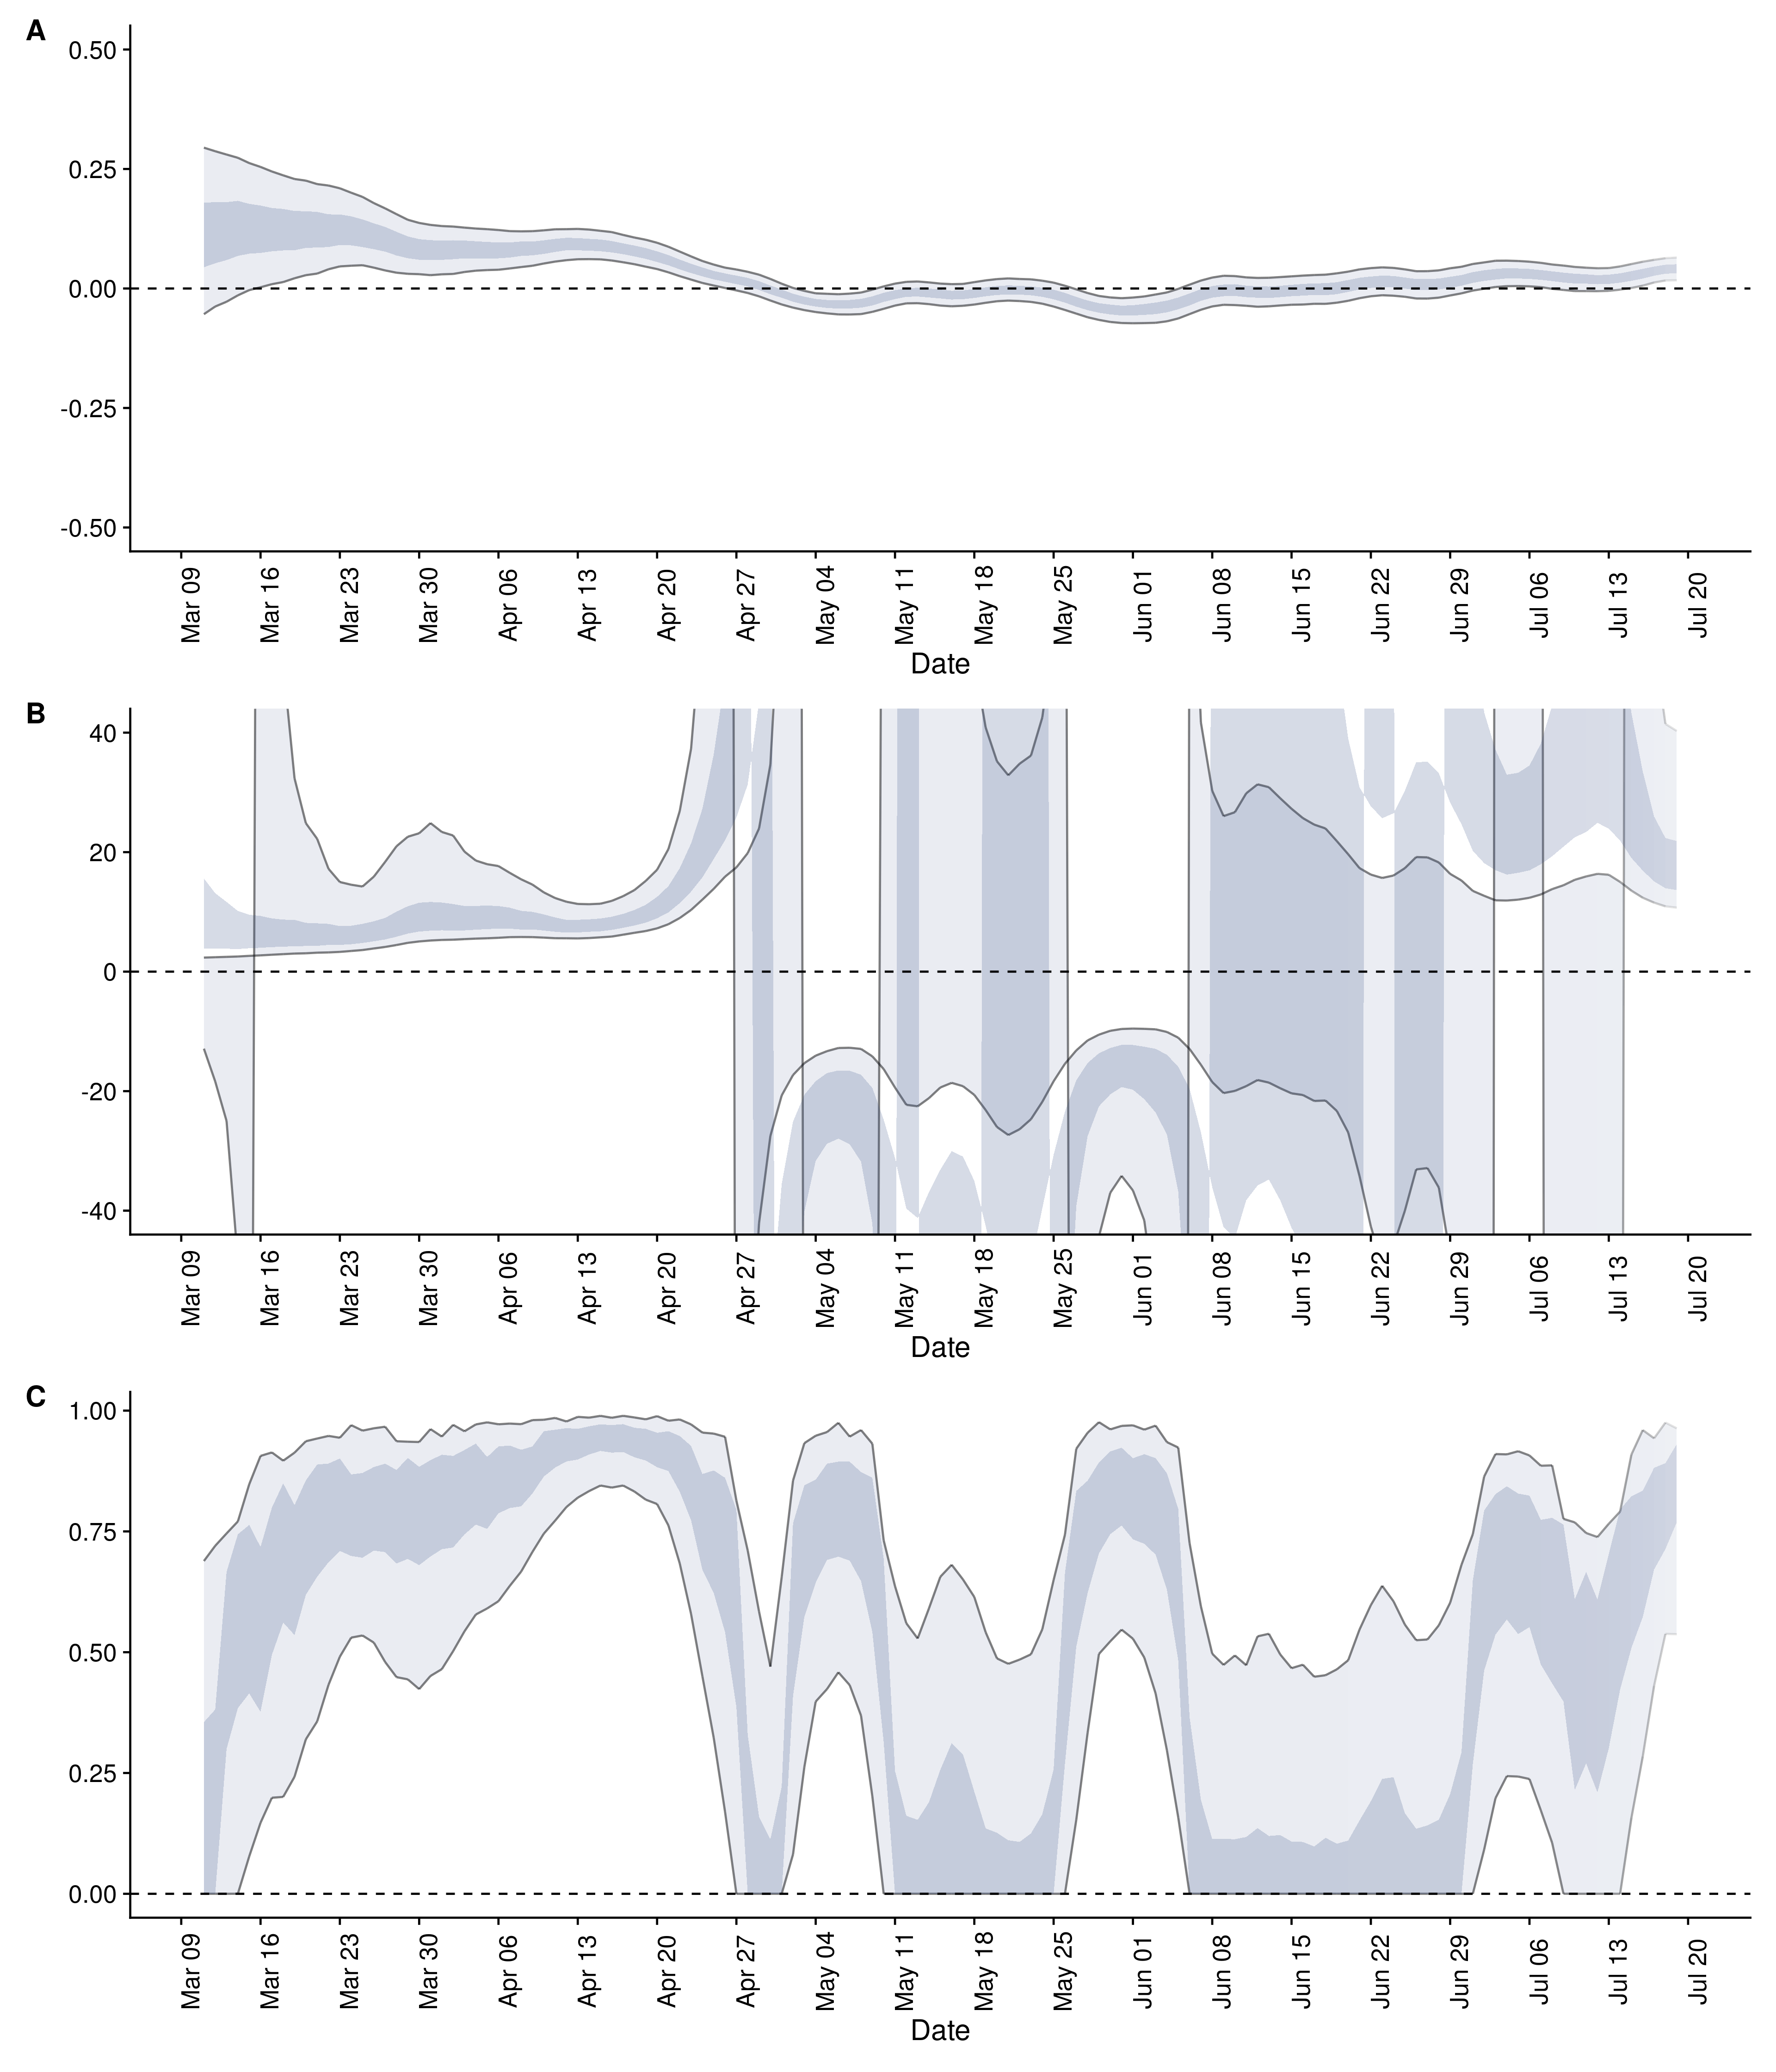 A
0.50
0.25
0.00
-0.25
-0.50
Mar 09
Mar 16
Mar 23
Mar 30
Apr 06
Apr 13
Apr 20
Apr 27
May 04
May 11
May 18
May 25
Jun 01
Jun 08
Jun 15
Jun 22
Jun 29
Jul 06
Jul 13
Jul 20
Date
B
40
20
0
-20
-40
Mar 09
Mar 16
Mar 23
Mar 30
Apr 06
Apr 13
Apr 20
Apr 27
May 04
May 11
May 18
May 25
Jun 01
Jun 08
Jun 15
Jun 22
Jun 29
Jul 06
Jul 13
Jul 20
Date
C
1.00
0.75
0.50
0.25
0.00
Mar 09
Mar 16
Mar 23
Mar 30
Apr 06
Apr 13
Apr 20
Apr 27
May 04
May 11
May 18
May 25
Jun 01
Jun 08
Jun 15
Jun 22
Jun 29
Jul 06
Jul 13
Jul 20
Date